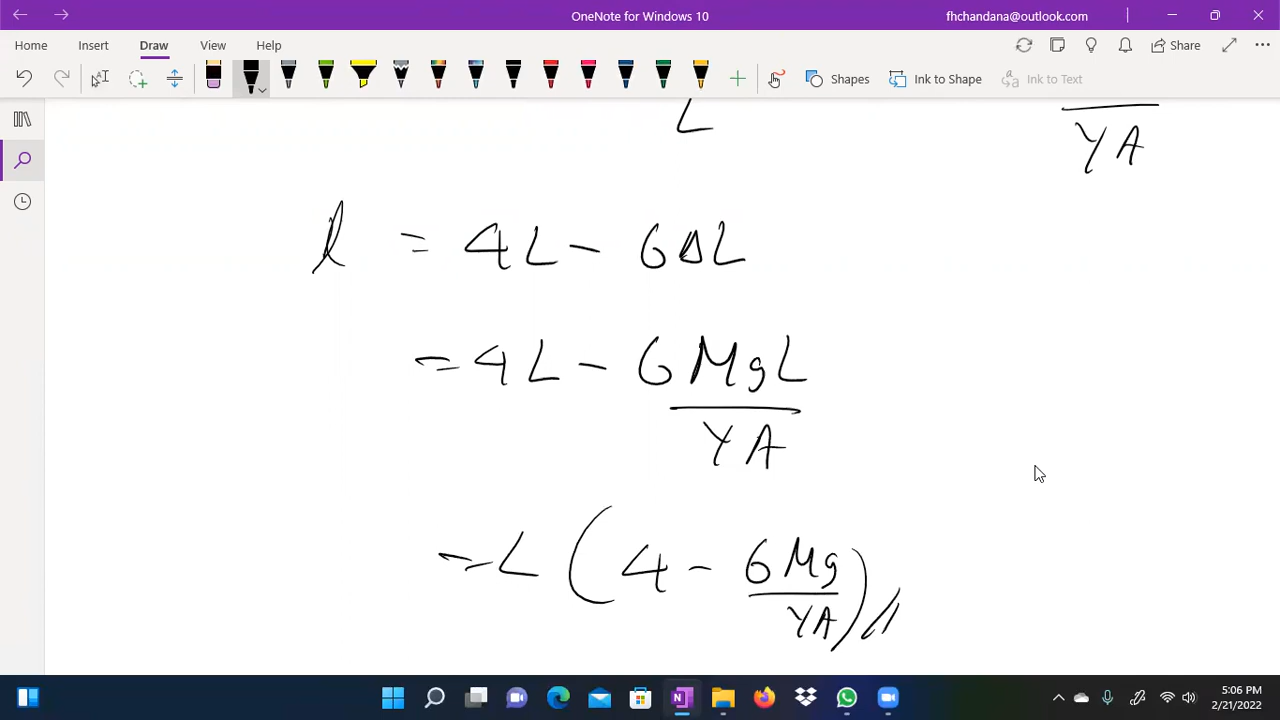 OneNote for Windows 10
fhchandana@outlook.com
Home Insert Draw View Help
Share
Shapes Ink to Shape Ink to Text
L
YA
l = 4L - 6ΔL
= 4L - 6MgL
YA
= L ( 4 - 6Mg
YA ) //
5:06 PM
2/21/2022